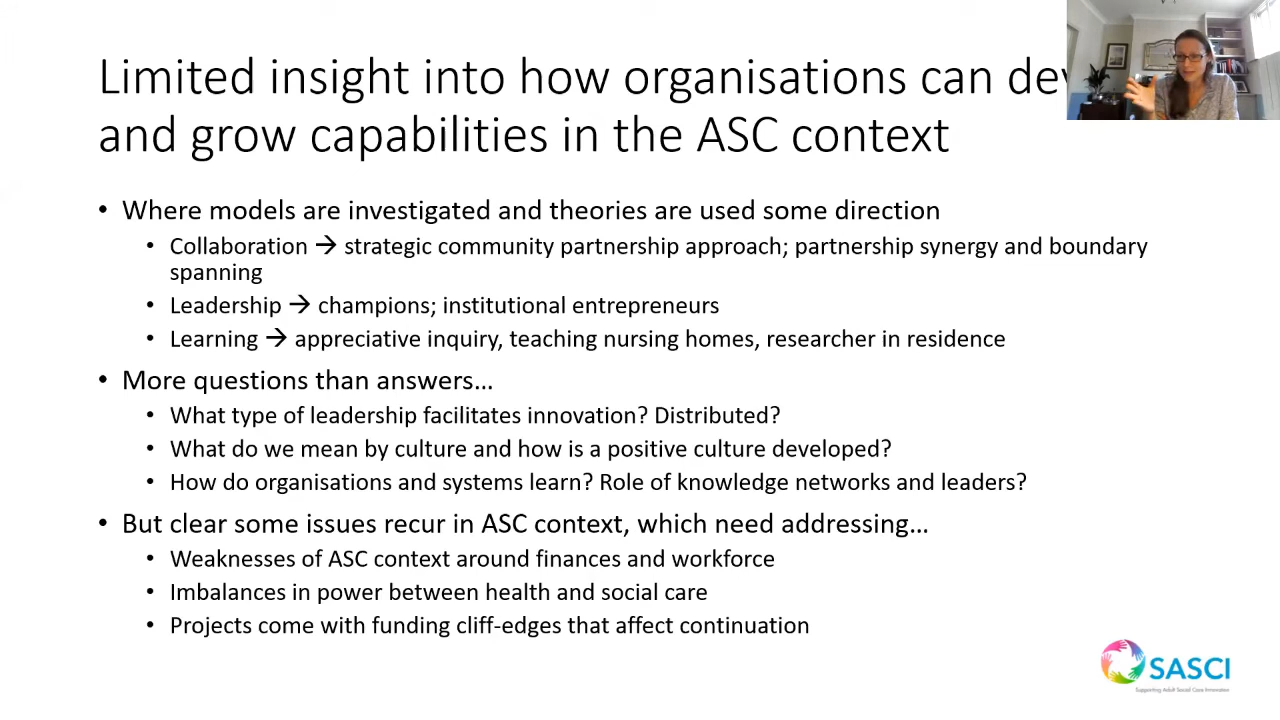 Limited insight into how organisations can dev
and grow capabilities in the ASC context
• Where models are investigated and theories are used some direction
• Collaboration → strategic community partnership approach; partnership synergy and boundary
spanning
• Leadership → champions; institutional entrepreneurs
• Learning → appreciative inquiry, teaching nursing homes, researcher in residence
• More questions than answers…
• What type of leadership facilitates innovation? Distributed?
• What do we mean by culture and how is a positive culture developed?
• How do organisations and systems learn? Role of knowledge networks and leaders?
• But clear some issues recur in ASC context, which need addressing…
• Weaknesses of ASC context around finances and workforce
• Imbalances in power between health and social care
• Projects come with funding cliff-edges that affect continuation
SASCI
Supporting Adult Social Care Innovation